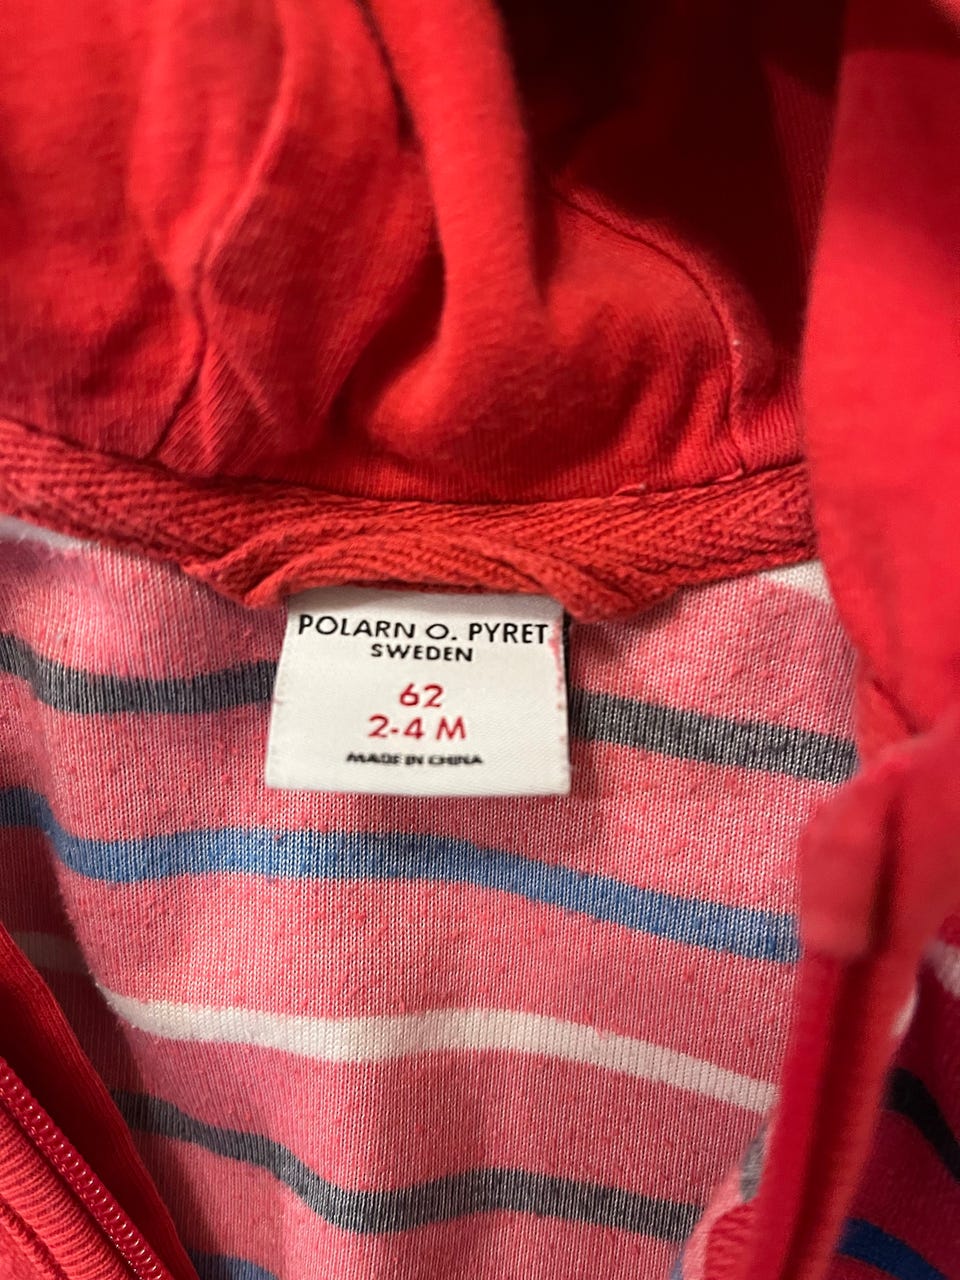 POLARN O. PYRET
SWEDEN
62
2-4 M
MADE IN CHINA